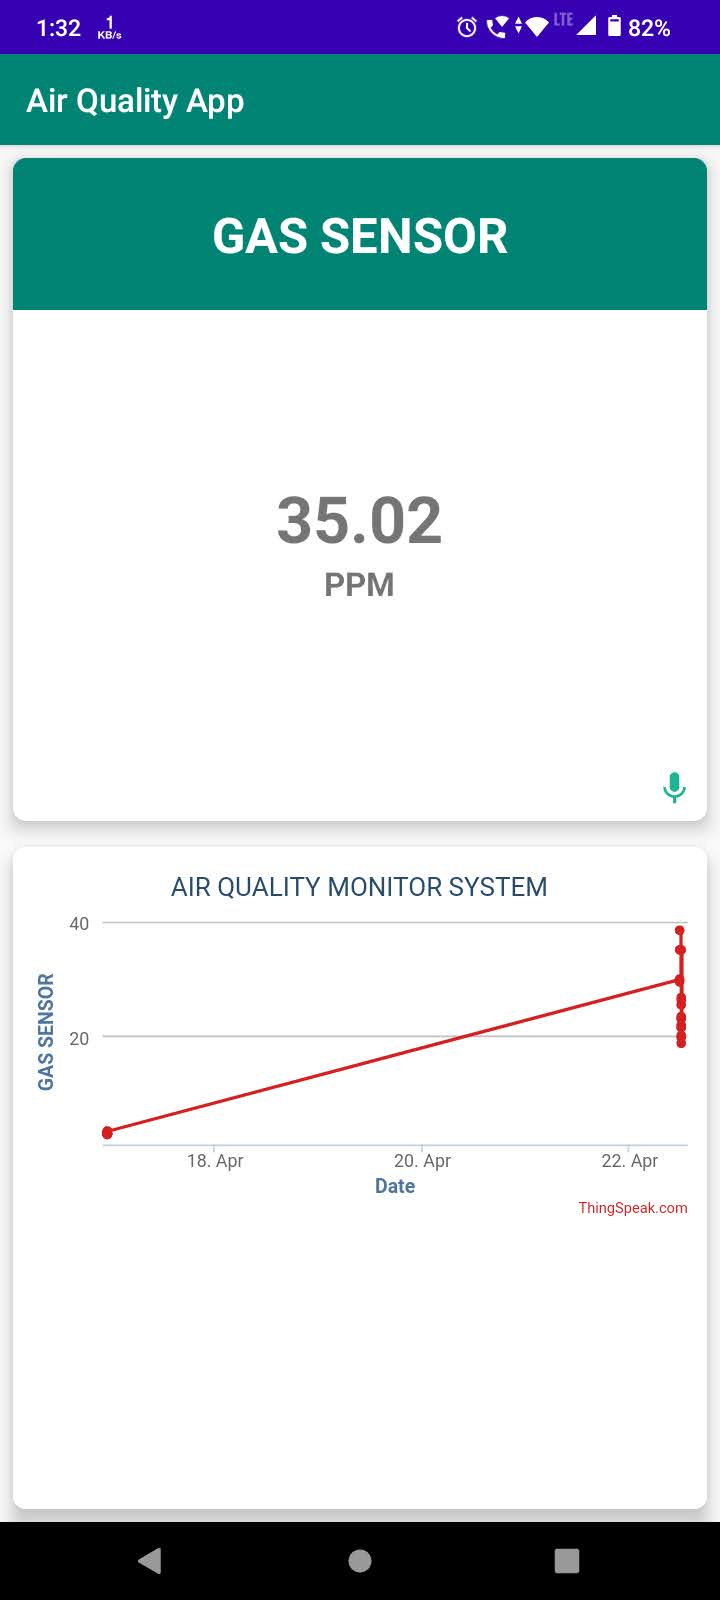 1:32 1 KB/s LTE 82%
Air Quality App
GAS SENSOR
35.02
PPM
AIR QUALITY MONITOR SYSTEM
40
20
GAS SENSOR
18. Apr 20. Apr 22. Apr
Date
ThingSpeak.com